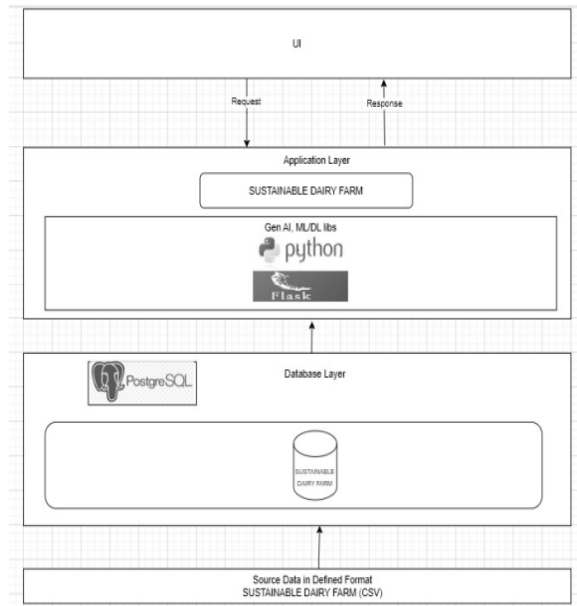 UI
Request
Response
Application Layer
SUSTAINABLE DAIRY FARM
Gen AI, ML/DL libs
python
Flask
PostgreSQL
Database Layer
SUSTAINABLE
DAIRY FARM
Source Data in Defined Format
SUSTAINABLE DAIRY FARM (CSV)